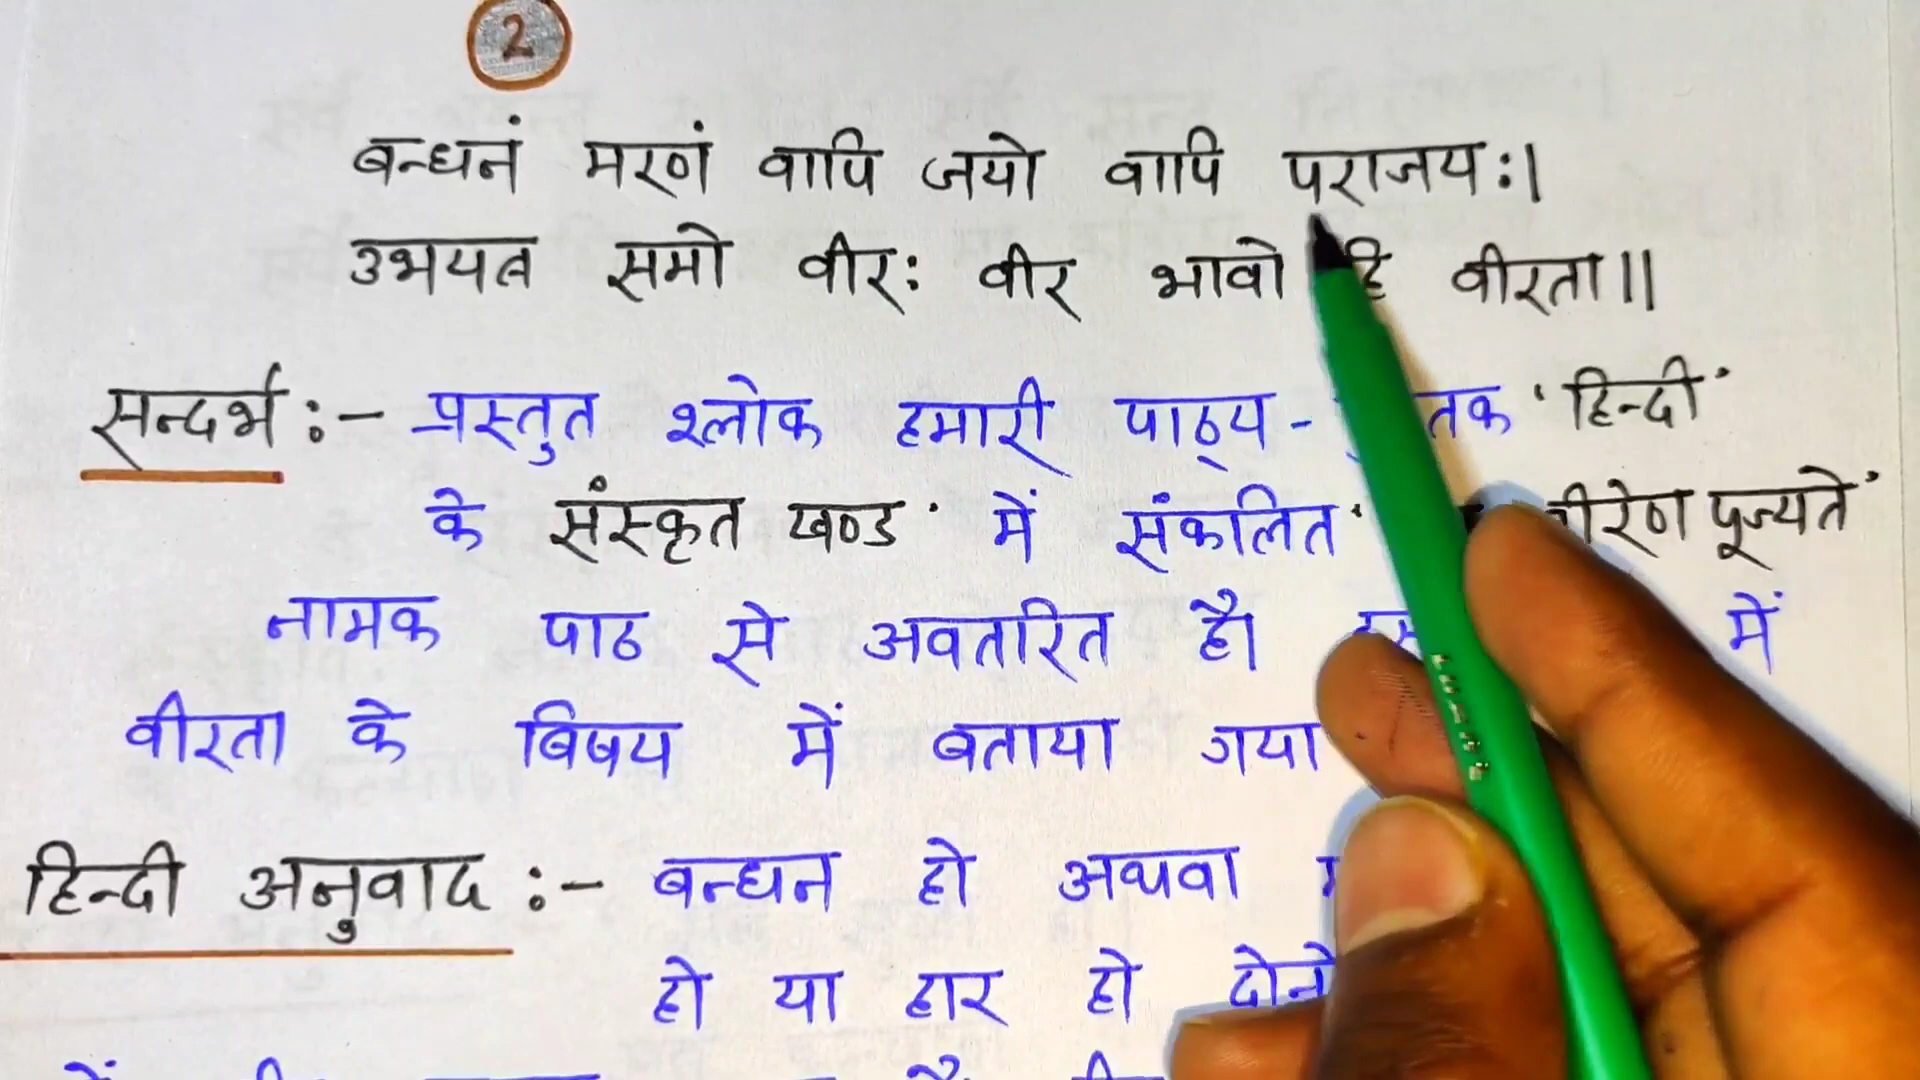 2
बन्धनं मरणं वापि जयो वापि पराजयः।
उभयत्र समो वीरः वीर भावो हि वीरता॥
सन्दर्भ :- प्रस्तुत श्लोक हमारी पाठ्य- 'हिन्दी'
के संस्कृत खण्ड' में संकलित ' पूज्यते'
नामक पाठ से अवतरित है। में
वीरता के विषय में बताया गया
हिन्दी अनुवाद :- बन्धन हो अथवा
हो या हार हो